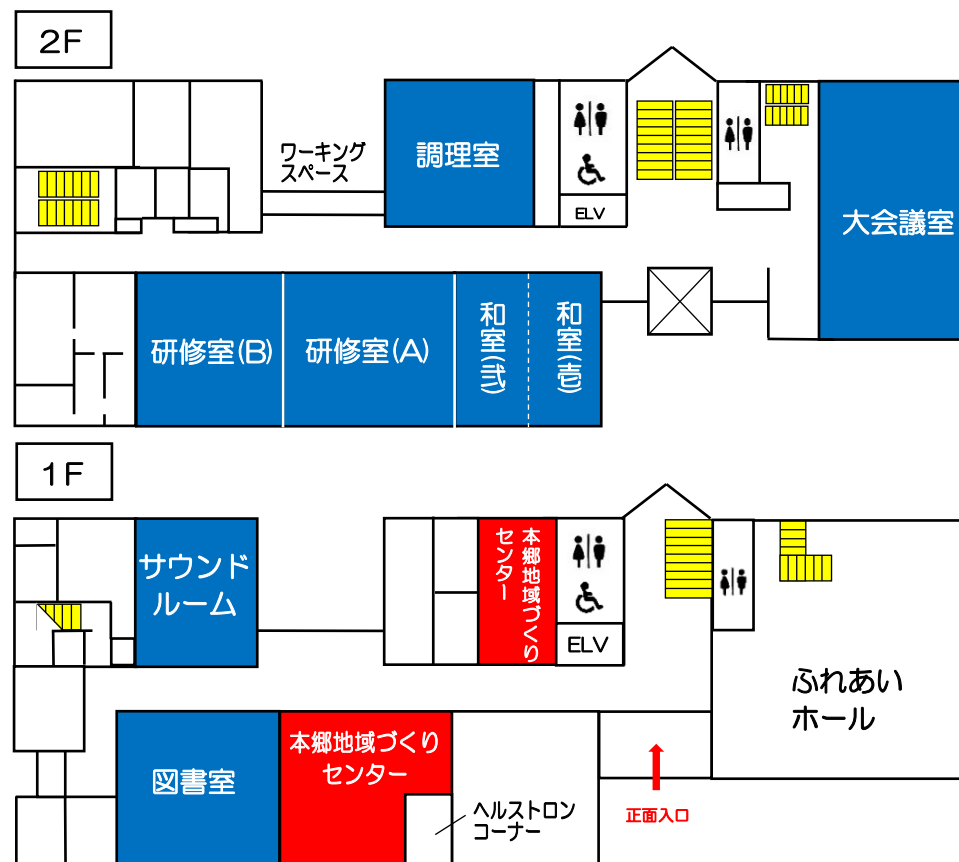 2F
ワーキング
スペース
調理室
ELV
大会議室
研修室(B)
研修室(A)
和室(弐)
和室(壱)
1F
サウンド
ルーム
本郷地域づくり
センター
ELV
ふれあい
ホール
図書室
本郷地域づくり
センター
ヘルストロン
コーナー
正面入口